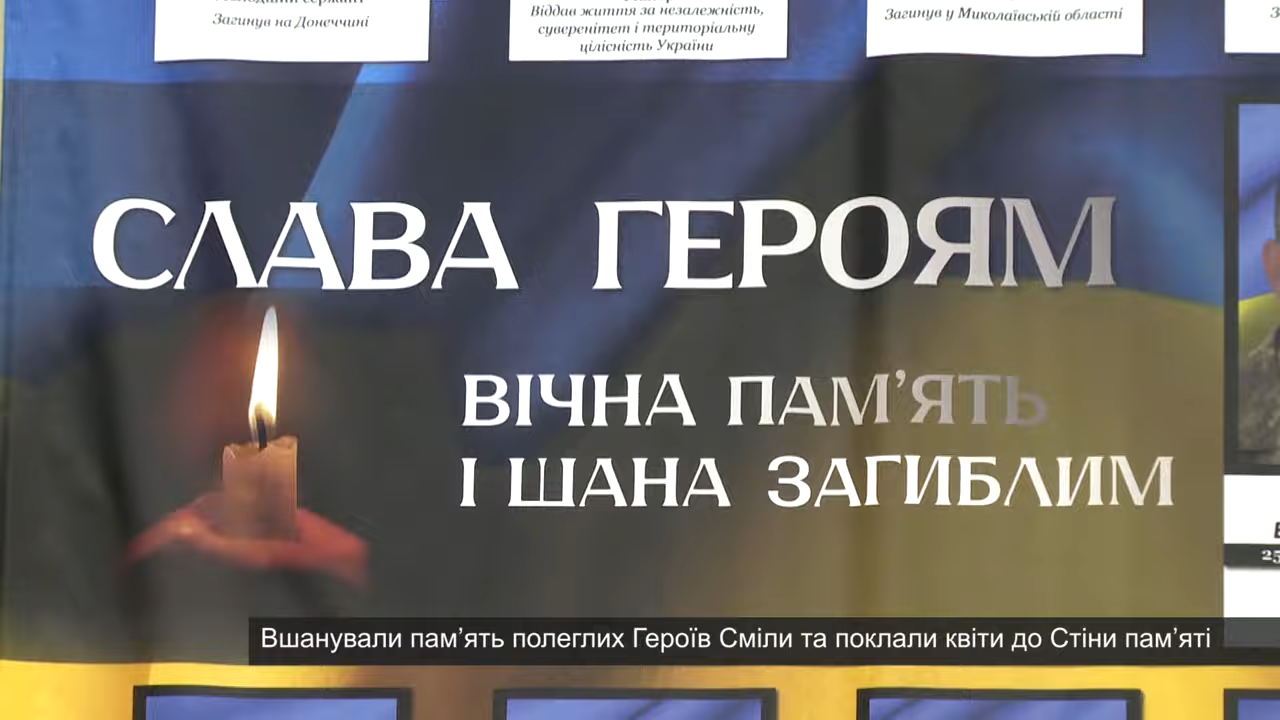 Загинув на Донеччині
Віддав життя за незалежність,
суверенітет і територіальну
цілісність України
Загинув у Миколаївській області
СЛАВА ГЕРОЯМ
ВІЧНА ПАМ’ЯТЬ
І ШАНА ЗАГИБЛИМ
25
Вшанували пам’ять полеглих Героїв Сміли та поклали квіти до Стіни пам’яті